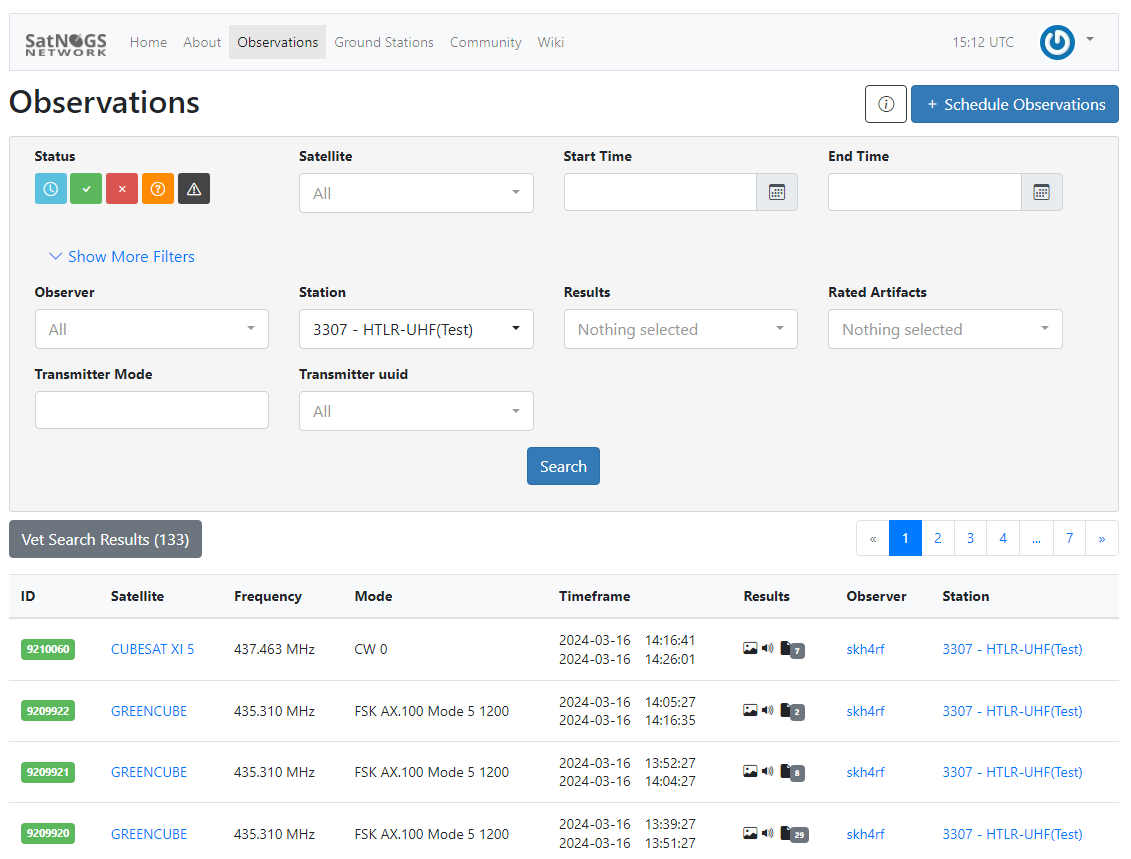 SatNOGS
NETWORK
Home About Observations Ground Stations Community Wiki 15:12 UTC
Observations
+ Schedule Observations
Status Satellite Start Time End Time
All
Show More Filters
Observer Station Results Rated Artifacts
All 3307 - HTLR-UHF(Test) Nothing selected Nothing selected
Transmitter Mode Transmitter uuid
All
Search
Vet Search Results (133) « 1 2 3 4 ... 7 »
ID Satellite Frequency Mode Timeframe Results Observer Station
9210060 CUBESAT XI 5 437.463 MHz CW 0 2024-03-16 14:16:41 7 skh4rf 3307 - HTLR-UHF(Test)
2024-03-16 14:26:01
9209922 GREENCUBE 435.310 MHz FSK AX.100 Mode 5 1200 2024-03-16 14:05:27 2 skh4rf 3307 - HTLR-UHF(Test)
2024-03-16 14:16:35
9209921 GREENCUBE 435.310 MHz FSK AX.100 Mode 5 1200 2024-03-16 13:52:27 8 skh4rf 3307 - HTLR-UHF(Test)
2024-03-16 14:04:27
9209920 GREENCUBE 435.310 MHz FSK AX.100 Mode 5 1200 2024-03-16 13:39:27 29 skh4rf 3307 - HTLR-UHF(Test)
2024-03-16 13:51:27